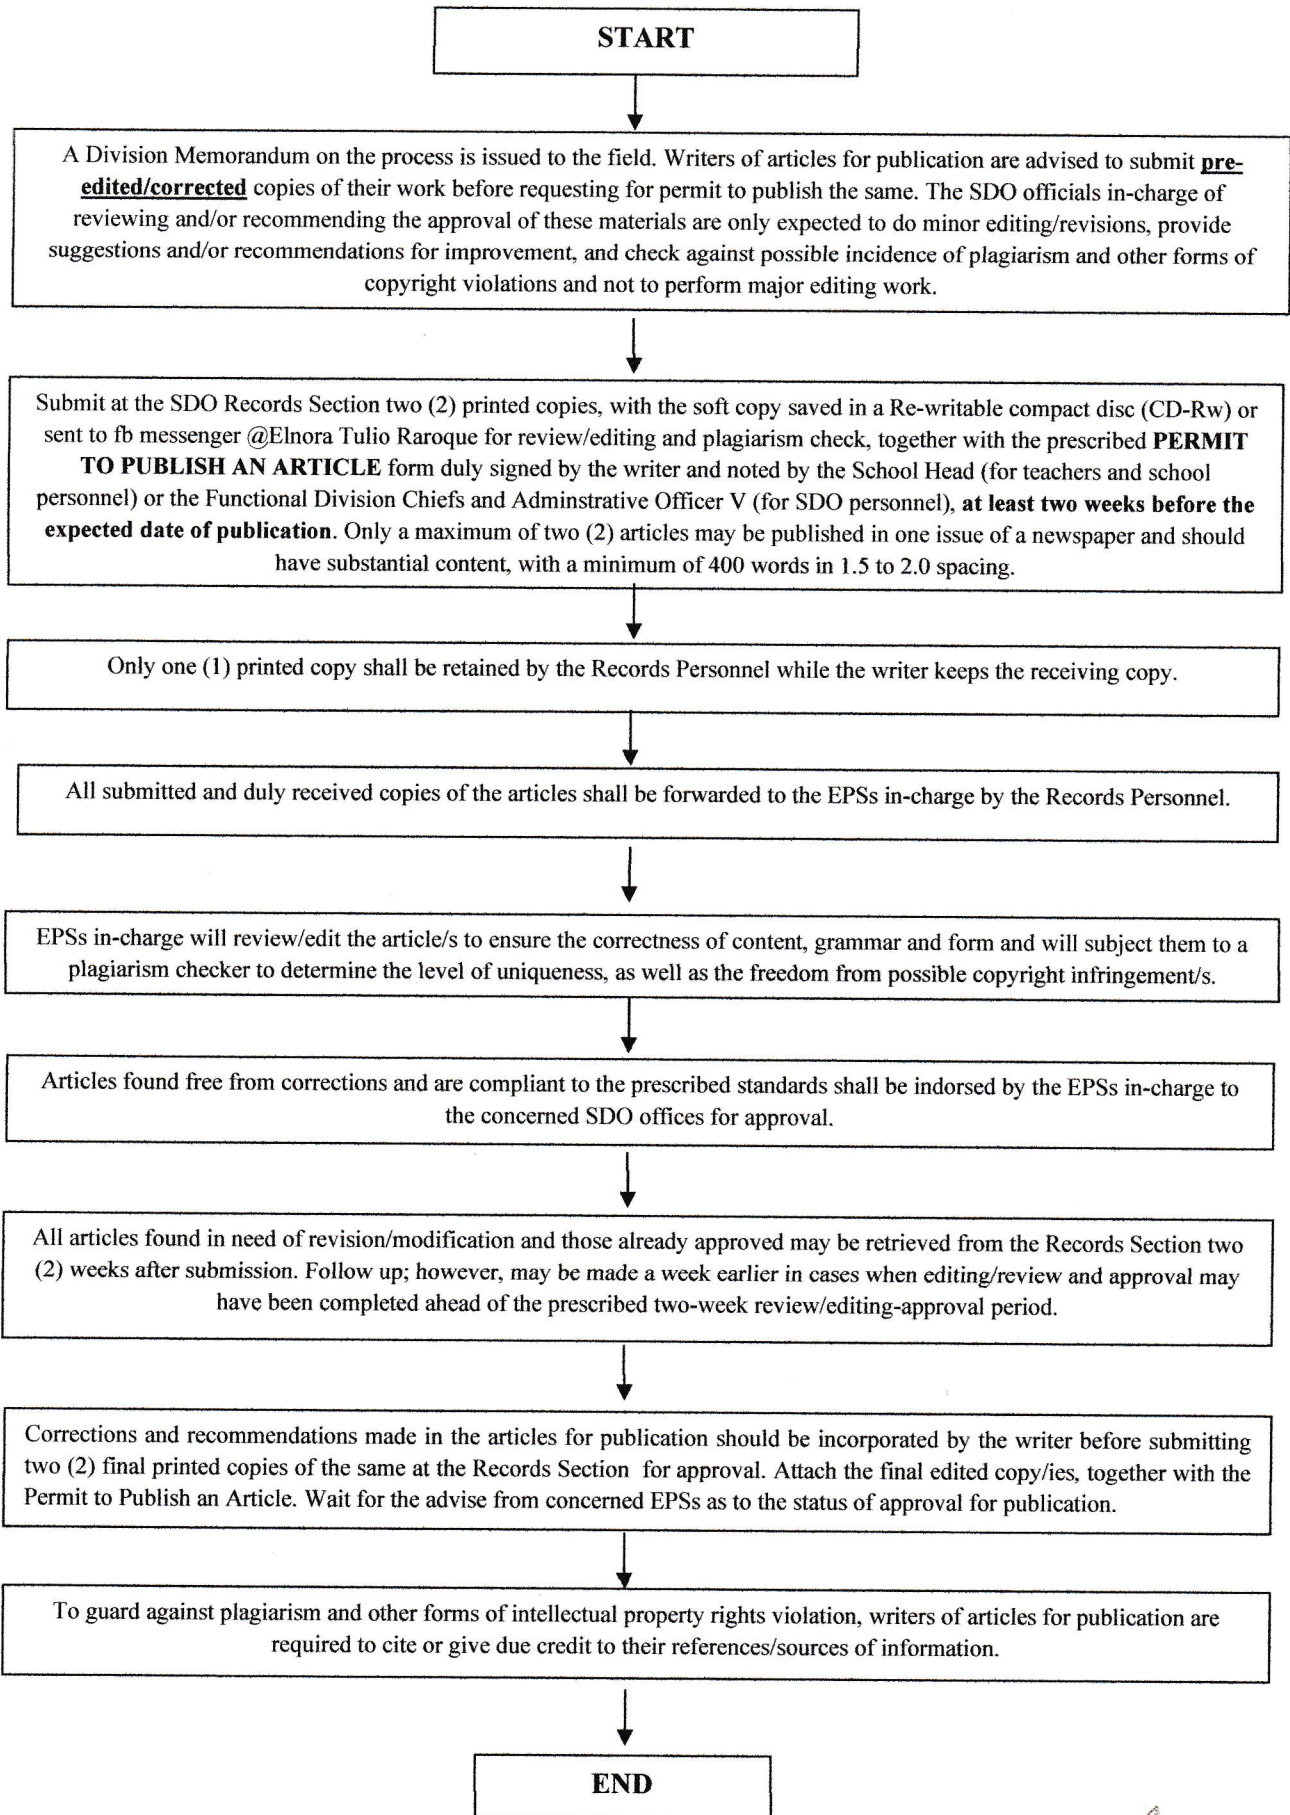 START
A Division Memorandum on the process is issued to the field. Writers of articles for publication are advised to submit pre-
edited/corrected copies of their work before requesting for permit to publish the same. The SDO officials in-charge of
reviewing and/or recommending the approval of these materials are only expected to do minor editing/revisions, provide
suggestions and/or recommendations for improvement, and check against possible incidence of plagiarism and other forms of
copyright violations and not to perform major editing work.
Submit at the SDO Records Section two (2) printed copies, with the soft copy saved in a Re-writable compact disc (CD-Rw) or
sent to fb messenger @Elnora Tulio Raroque for review/editing and plagiarism check, together with the prescribed PERMIT
TO PUBLISH AN ARTICLE form duly signed by the writer and noted by the School Head (for teachers and school
personnel) or the Functional Division Chiefs and Adminstrative Officer V (for SDO personnel), at least two weeks before the
expected date of publication. Only a maximum of two (2) articles may be published in one issue of a newspaper and should
have substantial content, with a minimum of 400 words in 1.5 to 2.0 spacing.
Only one (1) printed copy shall be retained by the Records Personnel while the writer keeps the receiving copy.
All submitted and duly received copies of the articles shall be forwarded to the EPSs in-charge by the Records Personnel.
EPSs in-charge will review/edit the article/s to ensure the correctness of content, grammar and form and will subject them to a
plagiarism checker to determine the level of uniqueness, as well as the freedom from possible copyright infringement/s.
Articles found free from corrections and are compliant to the prescribed standards shall be indorsed by the EPSs in-charge to
the concerned SDO offices for approval.
All articles found in need of revision/modification and those already approved may be retrieved from the Records Section two
(2) weeks after submission. Follow up; however, may be made a week earlier in cases when editing/review and approval may
have been completed ahead of the prescribed two-week review/editing-approval period.
Corrections and recommendations made in the articles for publication should be incorporated by the writer before submitting
two (2) final printed copies of the same at the Records Section for approval. Attach the final edited copy/ies, together with the
Permit to Publish an Article. Wait for the advise from concerned EPSs as to the status of approval for publication.
To guard against plagiarism and other forms of intellectual property rights violation, writers of articles for publication are
required to cite or give due credit to their references/sources of information.
END